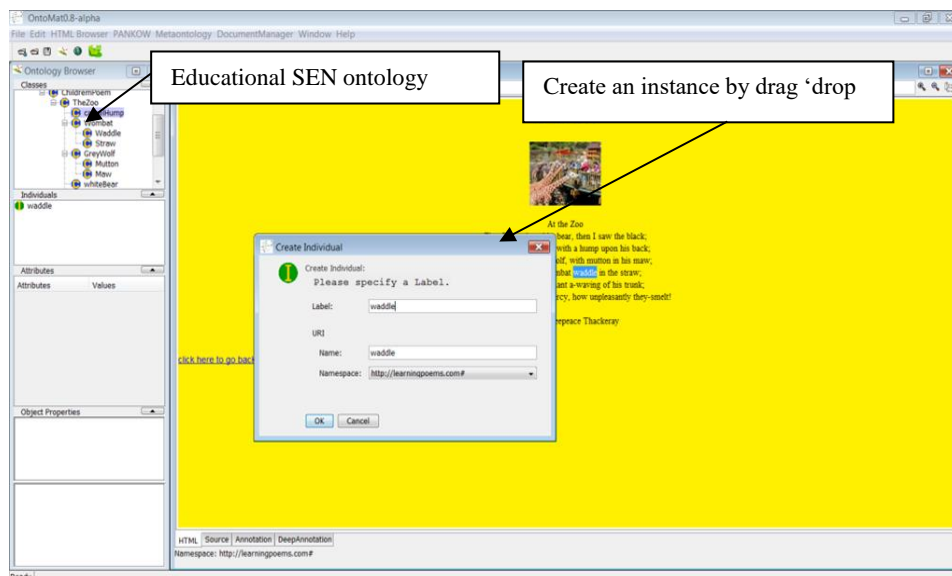 OntoMat0.8-alpha
File Edit HTML Browser PANKOW Metaontology DocumentManager Window Help
Ontology Browser
Educational SEN ontology
Create an instance by drag ‘drop
Classes
ChildrenPoem
TheZoo
Hump
Wombat
Waddle
Straw
GreyWolf
Mutton
Maw
whiteBear
Individuals
waddle
Attributes
Attributes Values
Object Properties
At the Zoo
bear, then I saw the black;
with a hump upon his back;
olf, with mutton in his maw;
mbat waddle in the straw;
ant a-waving of his trunk;
rcy, how unpleasantly they-smelt!
epeace Thackeray
click here to go back
Create Individual
Create Individual:
Please specify a Label.
Label: waddle
URI
Name: waddle
Namespace: http://learningpoems.com#
OK Cancel
HTML Source Annotation DeepAnnotation
Namespace: http://learningpoems.com#